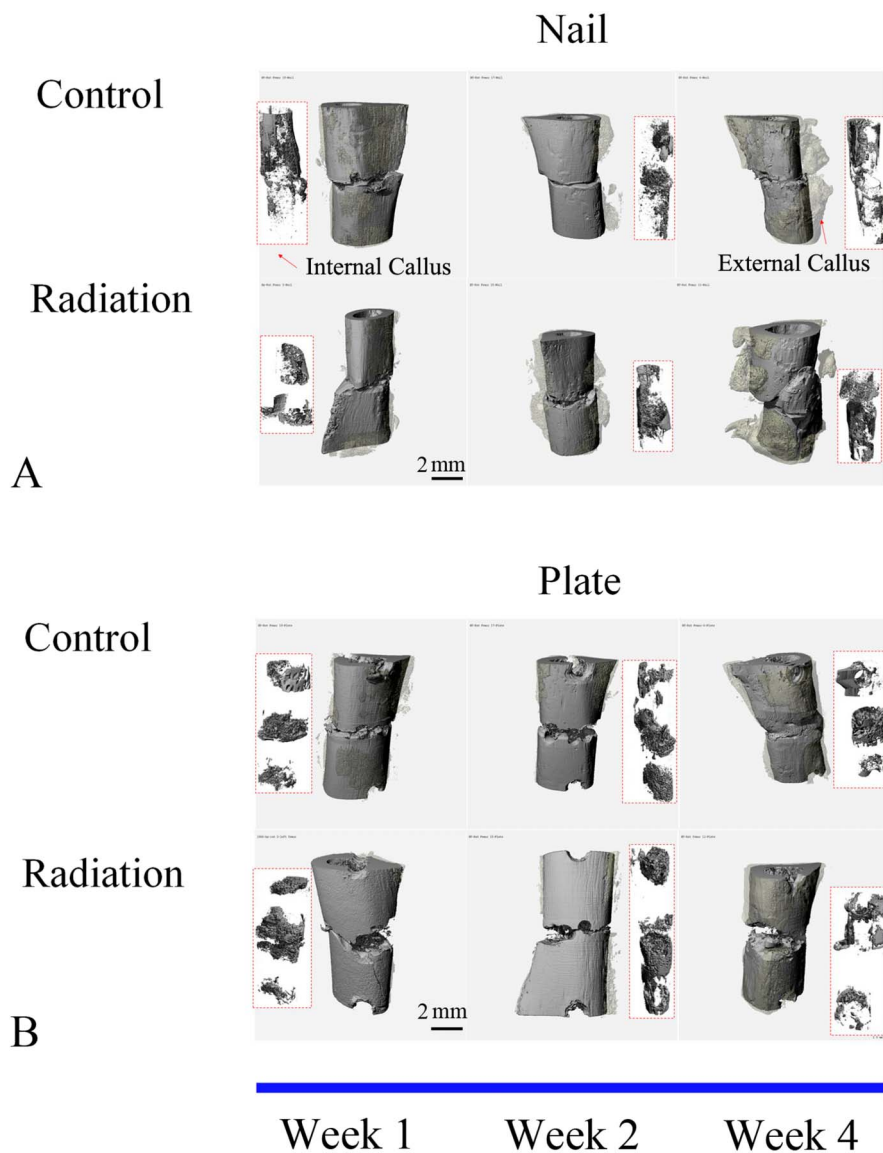 Nail
Control
Internal Callus
External Callus
Radiation
2 mm
A
Plate
Control
Radiation
2 mm
B
Week 1
Week 2
Week 4